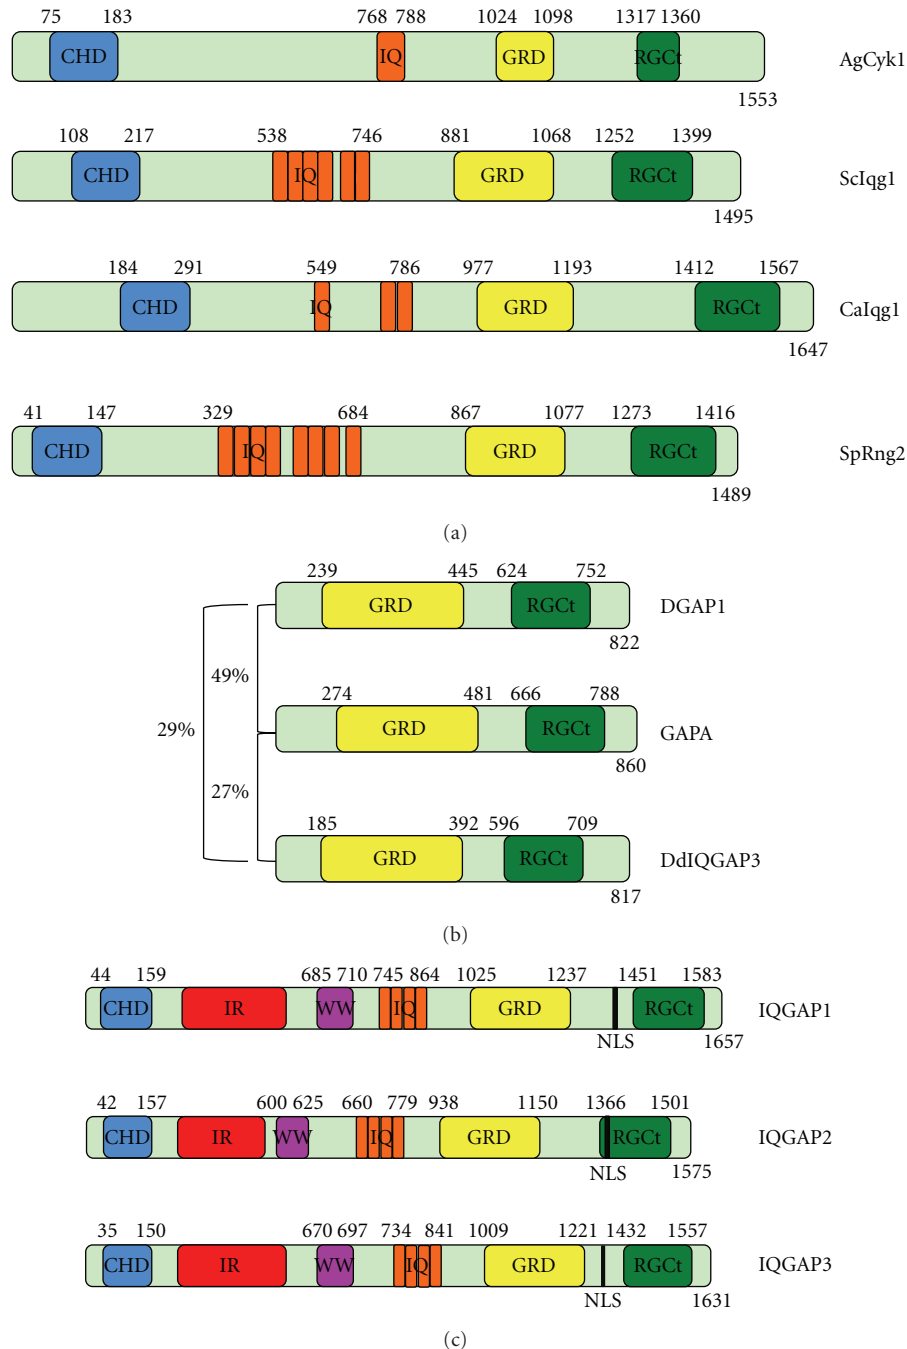 75 183 768 788 1024 1098 1317 1360
CHD IQ GRD RGCt AgCyk1
1553
108 217 538 746 881 1068 1252 1399
CHD IQ GRD RGCt ScIqg1
1495
184 291 549 786 977 1193 1412 1567
CHD IQ GRD RGCt CaIqg1
1647
41 147 329 684 867 1077 1273 1416
CHD IQ GRD RGCt SpRng2
1489
(a)
239 445 624 752
GRD RGCt DGAP1
822
49%
274 481 666 788
29% GRD RGCt GAPA
860
27%
185 392 596 709
GRD RGCt DdIQGAP3
817
(b)
44 159 685 710 745 864 1025 1237 1451 1583
CHD IR WW IQ GRD RGCt IQGAP1
NLS 1657
42 157 600 625 660 779 938 1150 1366 1501
CHD IR WW IQ GRD RGCt IQGAP2
NLS 1575
35 150 670 697 734 841 1009 1221 1432 1557
CHD IR WW IQ GRD RGCt IQGAP3
NLS 1631
(c)